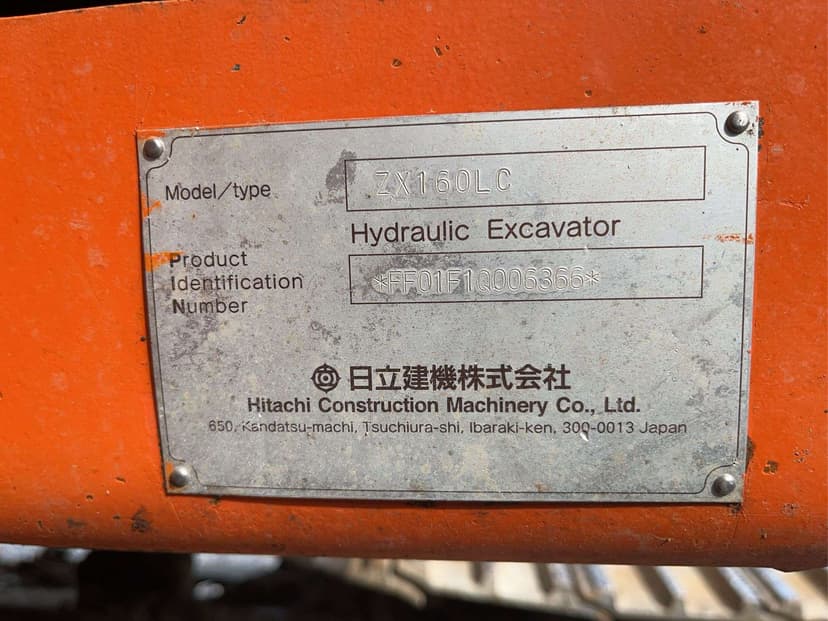 Model/type ZX160LC
Hydraulic Excavator
Product
Identification
Number *FF01F1Q006366*
日立建機株式会社
Hitachi Construction Machinery Co., Ltd.
650, Kandatsu-machi, Tsuchiura-shi, Ibaraki-ken, 300-0013 Japan